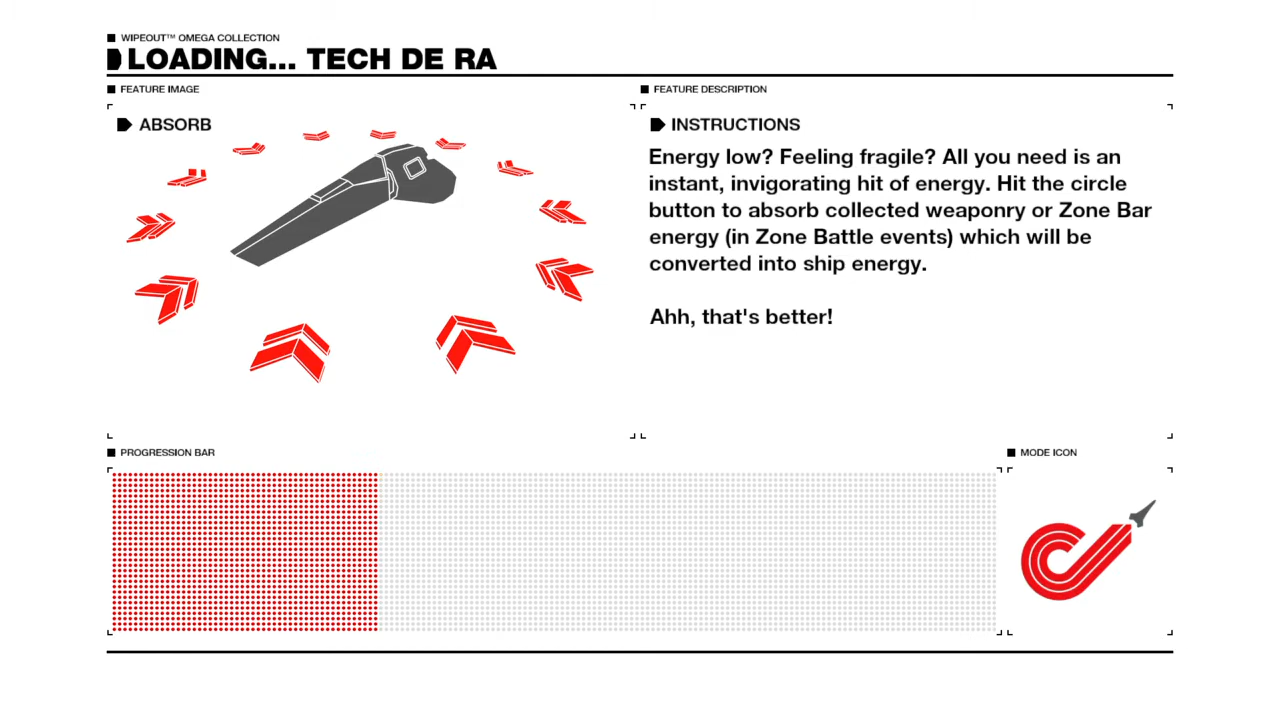 WIPEOUT™ OMEGA COLLECTION
LOADING... TECH DE RA
FEATURE IMAGE
ABSORB
FEATURE DESCRIPTION
INSTRUCTIONS
Energy low? Feeling fragile? All you need is an
instant, invigorating hit of energy. Hit the circle
button to absorb collected weaponry or Zone Bar
energy (in Zone Battle events) which will be
converted into ship energy.
Ahh, that's better!
PROGRESSION BAR
MODE ICON